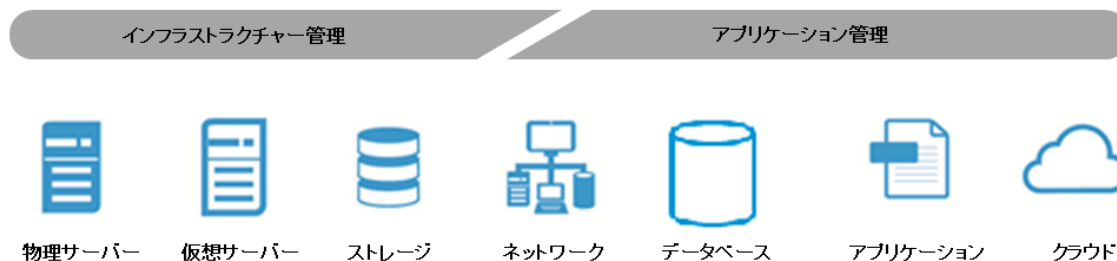 インフラストラクチャー管理
アプリケーション管理
物理サーバー
仮想サーバー
ストレージ
ネットワーク
データベース
アプリケーション
クラウド